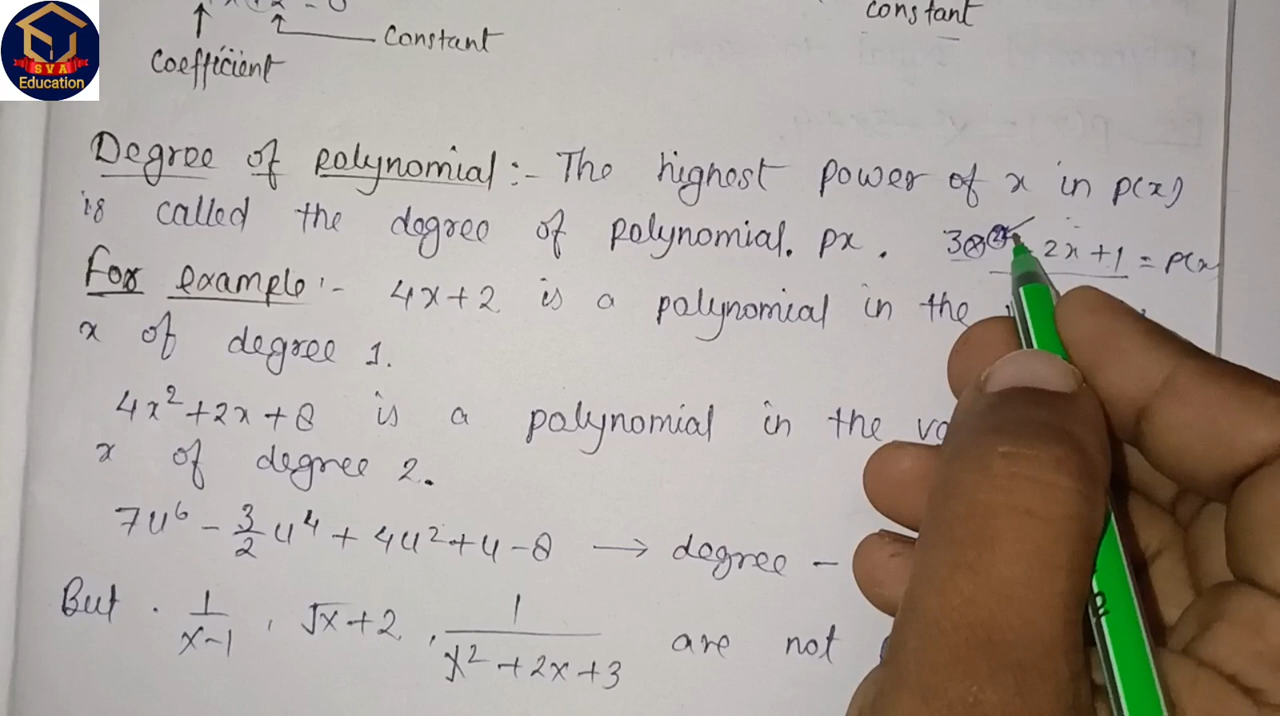 SVA
Education
constant
Constant
Coefficient
Degree of polynomial :- The highest power of x in p(x)
is called the degree of polynomial. px.
3x² - 2x + 1 = p(x
For example :- 4x + 2 is a polynomial in the
x of degree 1.
4x² + 2x + 8 is a polynomial in the
x of degree 2.
7u⁶ - 3/2 u⁴ + 4u² + u - 8 → degree -
But . 1/(x-1) , √x + 2 , 1/(x² + 2x + 3) are not